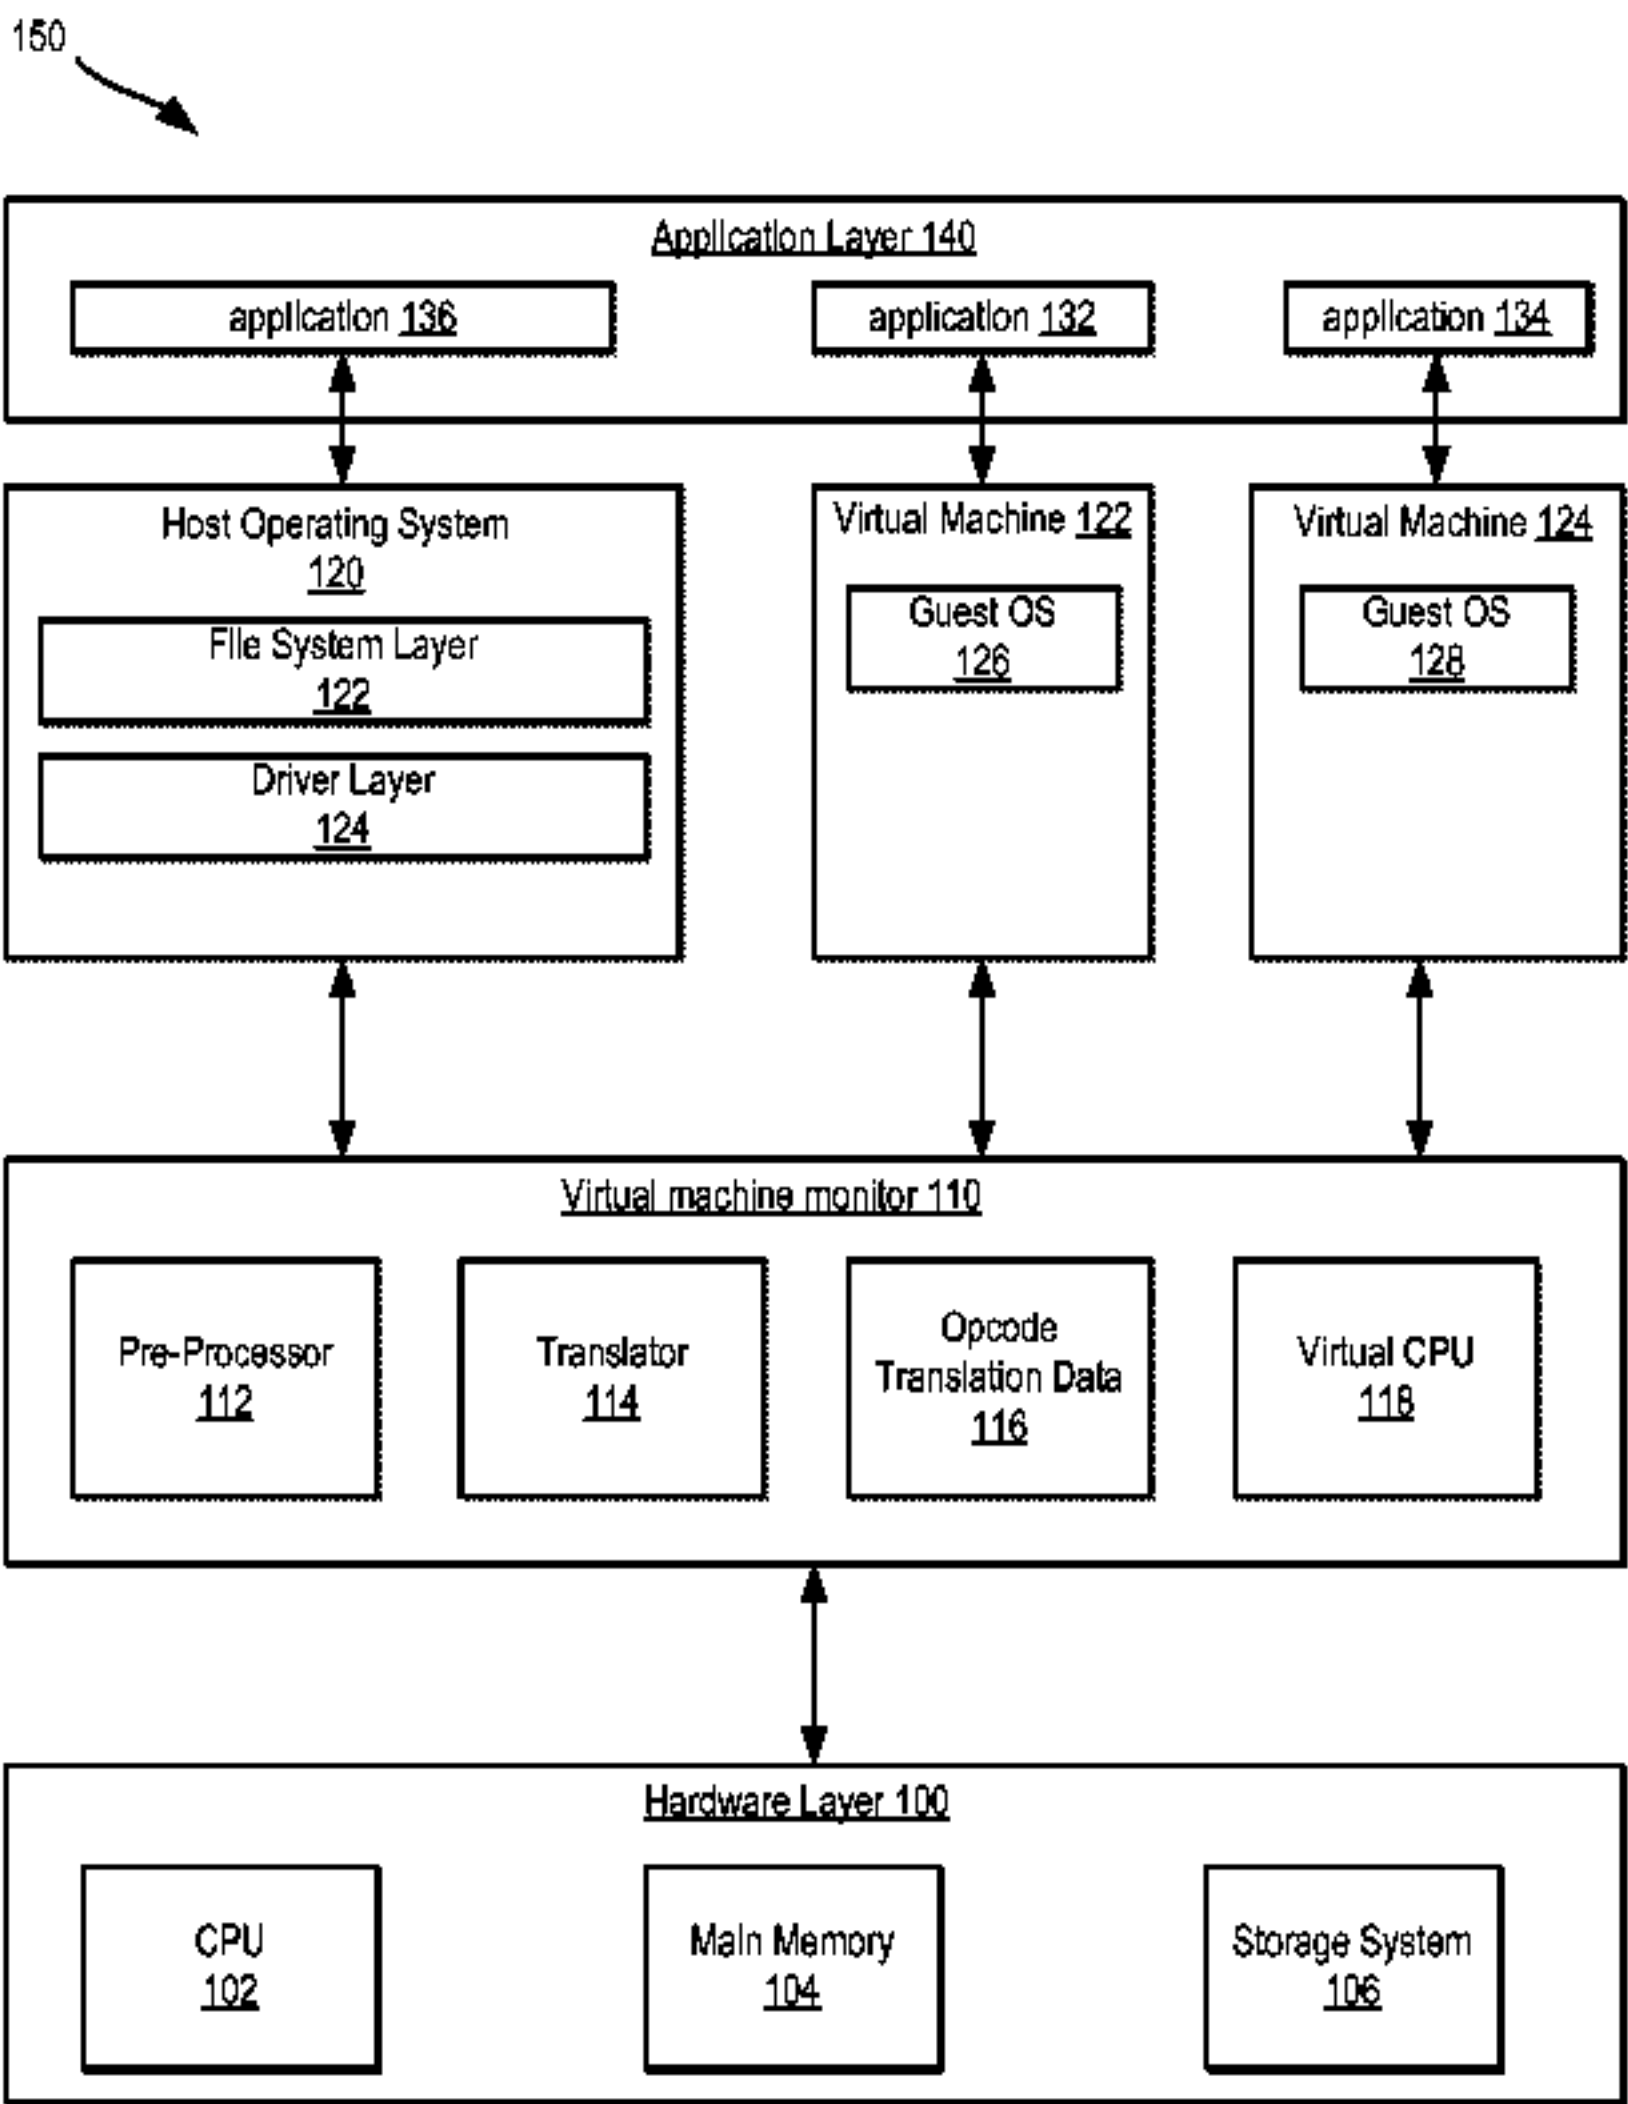 150
Application Layer 140
application 136
application 132
application 134
Host Operating System
120
File System Layer
122
Driver Layer
124
Virtual Machine 122
Guest OS
126
Virtual Machine 124
Guest OS
128
Virtual machine monitor 110
Pre-Processor
112
Translator
114
Opcode
Translation Data
116
Virtual CPU
118
Hardware Layer 100
CPU
102
Main Memory
104
Storage System
106